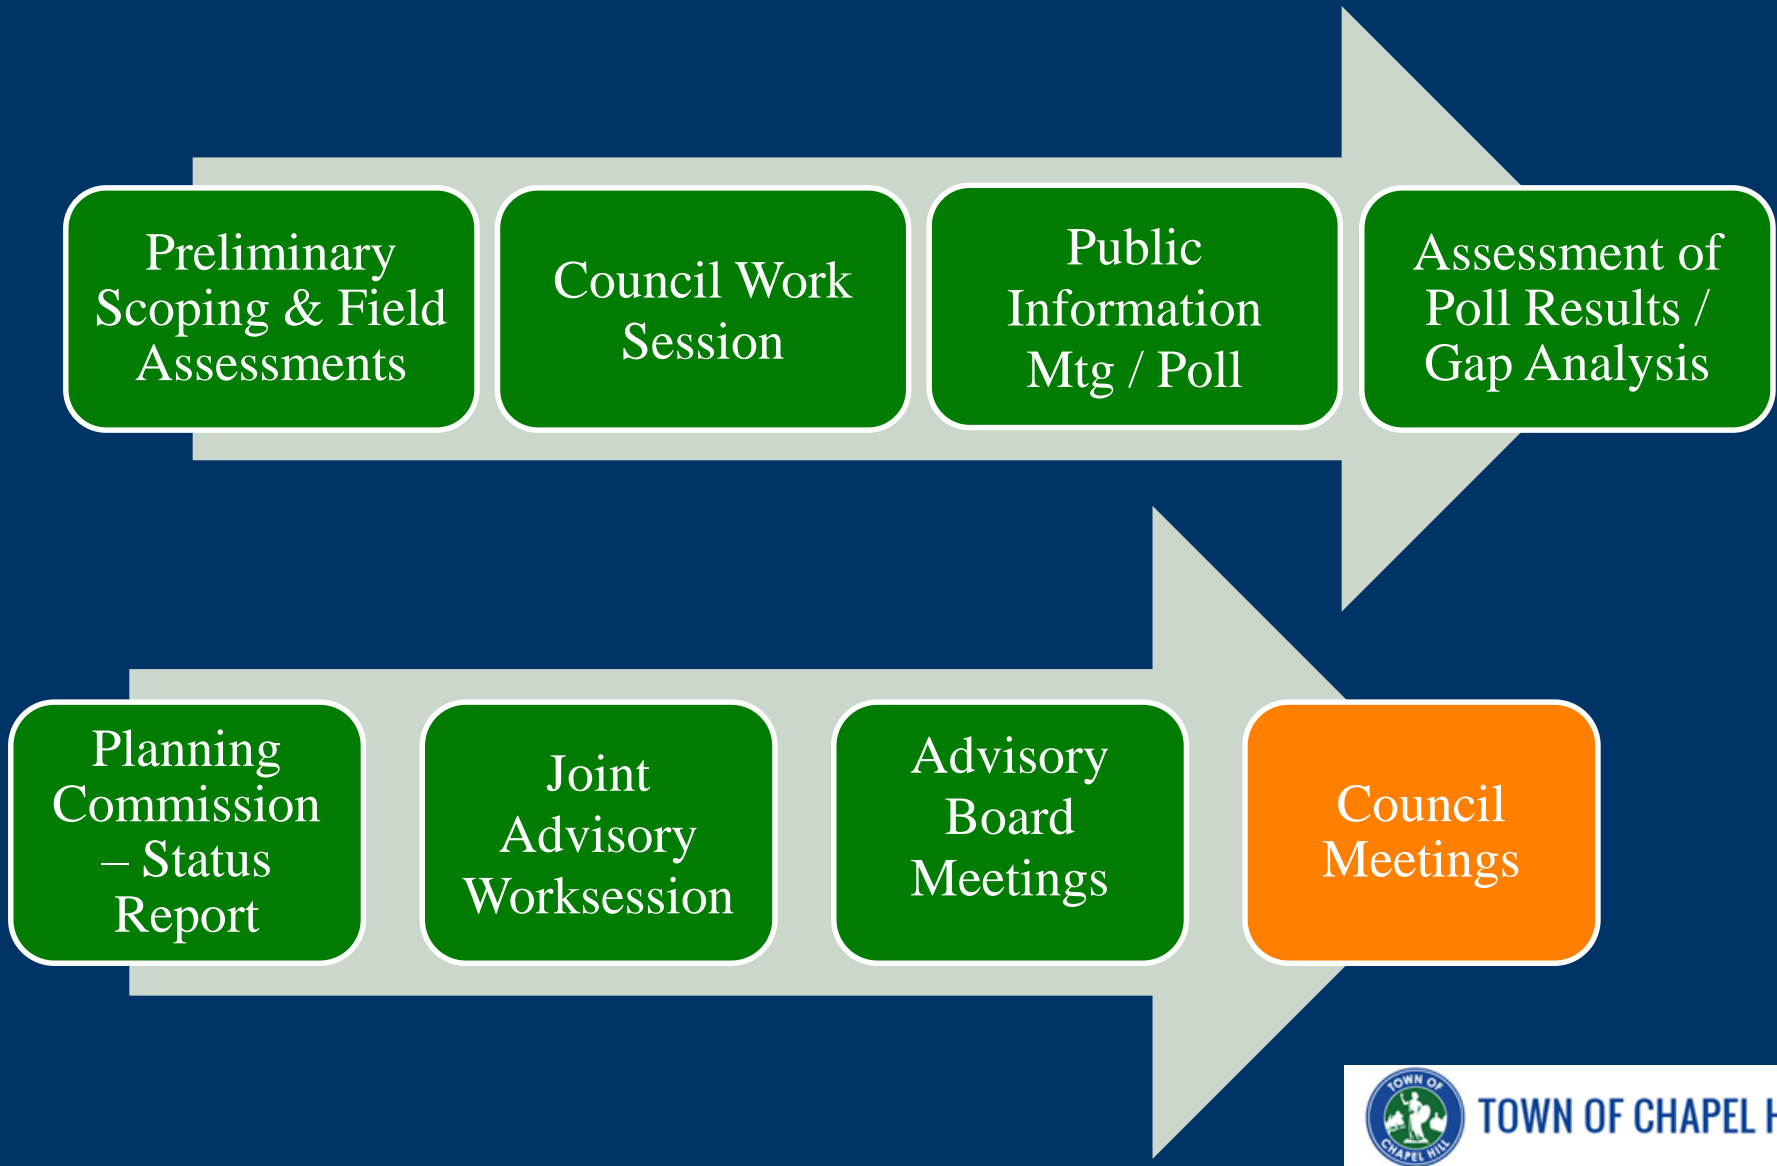 Preliminary
Scoping & Field
Assessments
Council Work
Session
Public
Information
Mtg / Poll
Assessment of
Poll Results /
Gap Analysis
Planning
Commission
– Status
Report
Joint
Advisory
Worksession
Advisory
Board
Meetings
Council
Meetings
TOWN OF
CHAPEL HILL
TOWN OF CHAPEL H